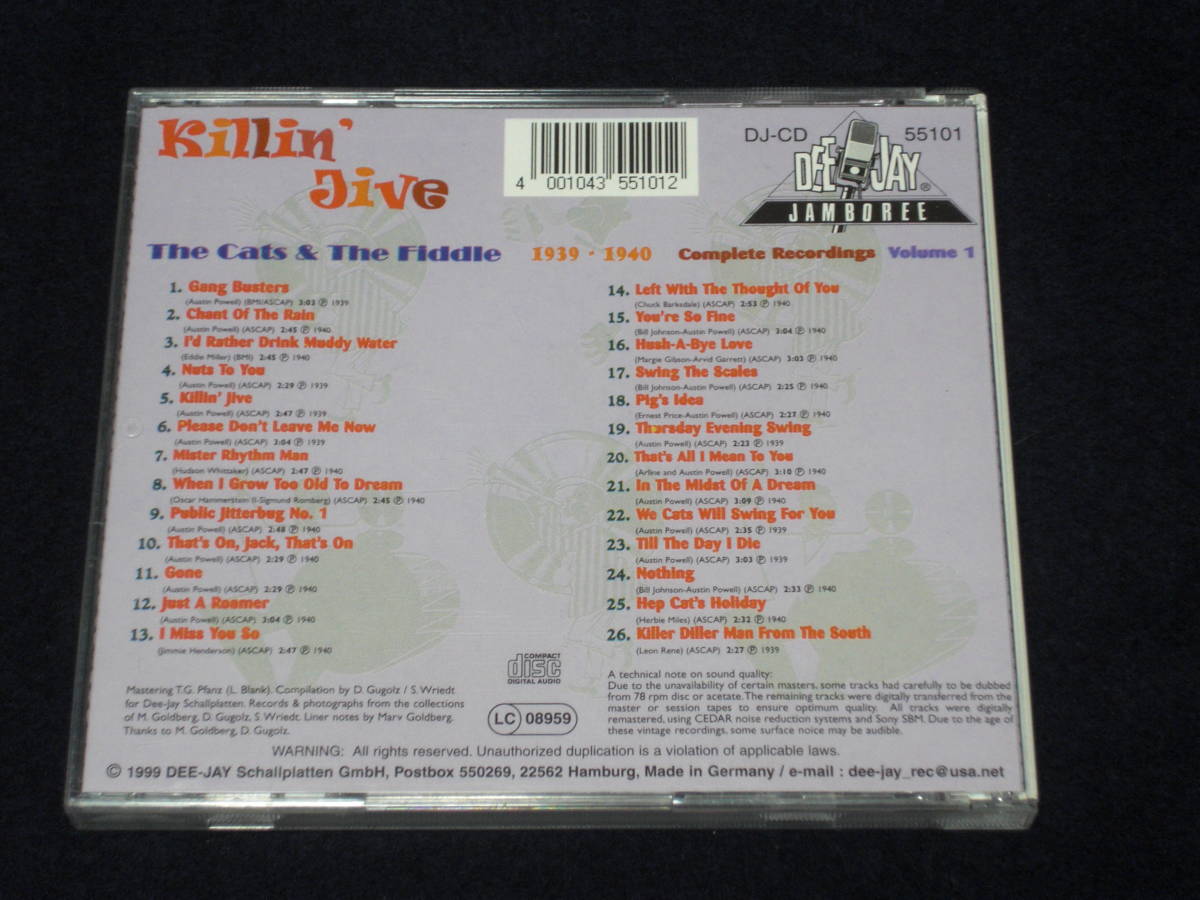 Killin'
Jive
4 001043 551012
DJ-CD 55101
DEE JAY®
JAMBOREE
The Cats & The Fiddle 1939 - 1940 Complete Recordings Volume 1
1. Gang Busters
(Austin Powell) (BMI/ASCAP) 3:03 Ⓟ 1939
2. Chant Of The Rain
(Austin Powell) (ASCAP) 2:45 Ⓟ 1940
3. I'd Rather Drink Muddy Water
(Eddie Miller) (BMI) 2:45 Ⓟ 1940
4. Nuts To You
(Austin Powell) (ASCAP) 2:29 Ⓟ 1939
5. Killin' Jive
(Austin Powell) (ASCAP) 2:47 Ⓟ 1939
6. Please Don't Leave Me Now
(Austin Powell) (ASCAP) 3:04 Ⓟ 1939
7. Mister Rhythm Man
(Hudson Whittaker) (ASCAP) 2:47 Ⓟ 1940
8. When I Grow Too Old To Dream
(Oscar Hammerstein II-Sigmund Romberg) (ASCAP) 2:45 Ⓟ 1940
9. Public Jitterbug No. 1
(Austin Powell) (ASCAP) 2:48 Ⓟ 1940
10. That's On, Jack, That's On
(Austin Powell) (ASCAP) 2:29 Ⓟ 1940
11. Gone
(Austin Powell) (ASCAP) 2:29 Ⓟ 1940
12. Just A Roamer
(Austin Powell) (ASCAP) 3:04 Ⓟ 1940
13. I Miss You So
(Jimmie Henderson) (ASCAP) 2:47 Ⓟ 1940
14. Left With The Thought Of You
(Chuck Barksdale) (ASCAP) 2:53 Ⓟ 1940
15. You're So Fine
(Bill Johnson-Austin Powell) (ASCAP) 3:04 Ⓟ 1940
16. Hush-A-Bye Love
(Margie Gibson-Arvid Garrett) (ASCAP) 3:03 Ⓟ 1940
17. Swing The Scales
(Bill Johnson-Austin Powell) (ASCAP) 2:25 Ⓟ 1940
18. Pig's Idea
(Ernest Price-Austin Powell) (ASCAP) 2:27 Ⓟ 1940
19. Thursday Evening Swing
(Austin Powell) (ASCAP) 2:23 Ⓟ 1939
20. That's All I Mean To You
(Arline and Austin Powell) (ASCAP) 3:10 Ⓟ 1940
21. In The Midst Of A Dream
(Austin Powell) (ASCAP) 3:09 Ⓟ 1940
22. We Cats Will Swing For You
(Austin Powell) (ASCAP) 2:35 Ⓟ 1939
23. Till The Day I Die
(Austin Powell) (ASCAP) 3:03 Ⓟ 1939
24. Nothing
(Bill Johnson-Austin Powell) (ASCAP) 2:33 Ⓟ 1940
25. Hep Cat's Holiday
(Herbie Miles) (ASCAP) 2:32 Ⓟ 1940
26. Killer Diller Man From The South
(Leon Rene) (ASCAP) 2:27 Ⓟ 1939
Mastering T.G. Pfanz (L. Blank). Compilation by D. Gugolz / S. Wriedt
for Dee-Jay Schallplatten. Records & photographs from the collections
of M. Goldberg, D. Gugolz, S. Wriedt. Liner notes by Marv Goldberg.
Thanks to M. Goldberg, D. Gugolz.
COMPACT
disc
DIGITAL AUDIO
LC 08959
A technical note on sound quality:
Due to the unavailability of certain masters, some tracks had carefully to be dubbed
from 78 rpm disc or acetate. The remaining tracks were digitally transferred from the
master or session tapes to ensure optimum quality. All tracks were digitally
remastered, using CEDAR noise reduction systems and Sony SBM. Due to the age of
these vintage recordings, some surface noice may be audible.
WARNING: All rights reserved. Unauthorized duplication is a violation of applicable laws.
© 1999 DEE-JAY Schallplatten GmbH, Postbox 550269, 22562 Hamburg, Made in Germany / e-mail : dee-jay_rec@usa.net